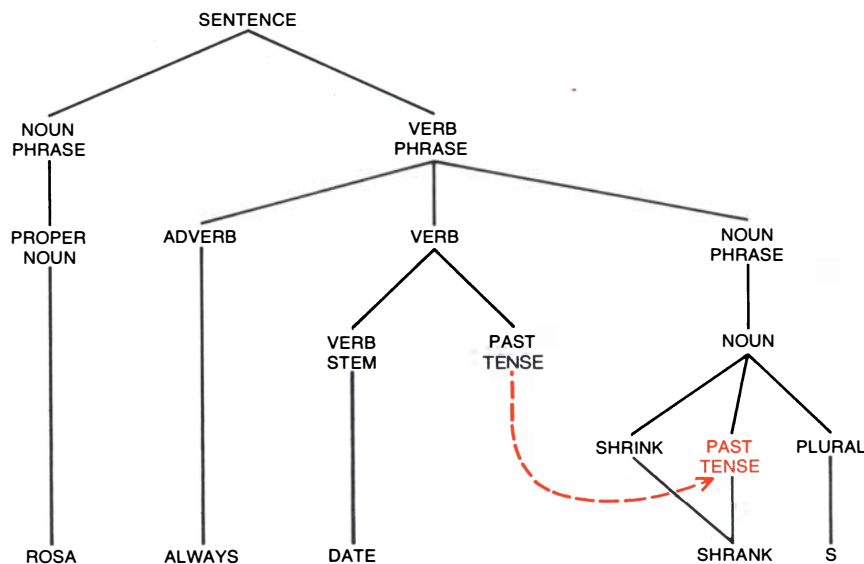 SENTENCE
NOUN
PHRASE
VERB
PHRASE
PROPER
NOUN
ADVERB
VERB
NOUN
PHRASE
VERB
STEM
PAST
TENSE
NOUN
SHRINK
PAST
TENSE
PLURAL
ROSA
ALWAYS
DATE
SHRANK
S